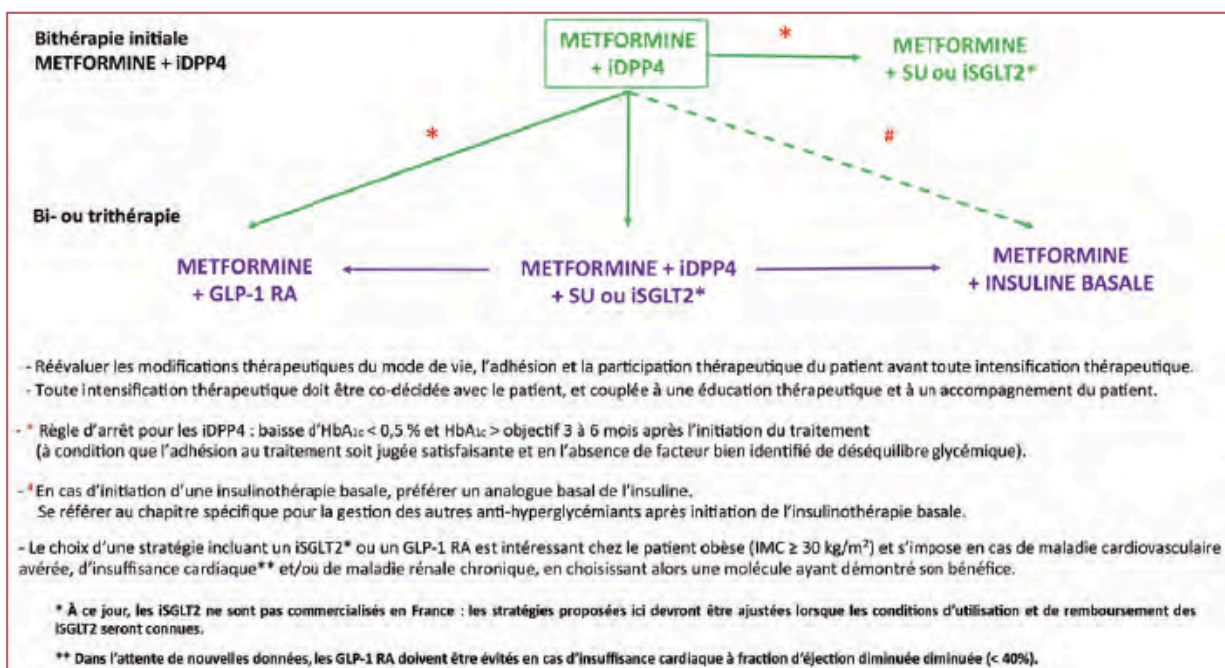 Bithérapie initiale
METFORMINE + iDPP4
METFORMINE
+ iDPP4
*
METFORMINE
+ SU ou iSGLT2*
*
#
Bi- ou trithérapie
METFORMINE
+ GLP-1 RA
METFORMINE + iDPP4
+ SU ou iSGLT2*
METFORMINE
+ INSULINE BASALE
- Réévaluer les modifications thérapeutiques du mode de vie, l'adhésion et la participation thérapeutique du patient avant toute intensification thérapeutique.
- Toute intensification thérapeutique doit être co-décidée avec le patient, et couplée à une éducation thérapeutique et à un accompagnement du patient.
- * Règle d'arrêt pour les iDPP4 : baisse d'HbA1c < 0,5 % et HbA1c > objectif 3 à 6 mois après l'initiation du traitement
(à condition que l'adhésion au traitement soit jugée satisfaisante et en l'absence de facteur bien identifié de déséquilibre glycémique).
- # En cas d'initiation d'une insulinothérapie basale, préférer un analogue basal de l'insuline.
Se référer au chapitre spécifique pour la gestion des autres anti-hyperglycémiants après initiation de l'insulinothérapie basale.
- Le choix d'une stratégie incluant un iSGLT2* ou un GLP-1 RA est intéressant chez le patient obèse (IMC ≥ 30 kg/m²) et s'impose en cas de maladie cardiovasculaire
avérée, d'insuffisance cardiaque** et/ou de maladie rénale chronique, en choisissant alors une molécule ayant démontré son bénéfice.
* À ce jour, les iSGLT2 ne sont pas commercialisés en France : les stratégies proposées ici devront être ajustées lorsque les conditions d'utilisation et de remboursement des
iSGLT2 seront connues.
** Dans l'attente de nouvelles données, les GLP-1 RA doivent être évités en cas d'insuffisance cardiaque à fraction d'éjection diminuée diminuée (< 40%).